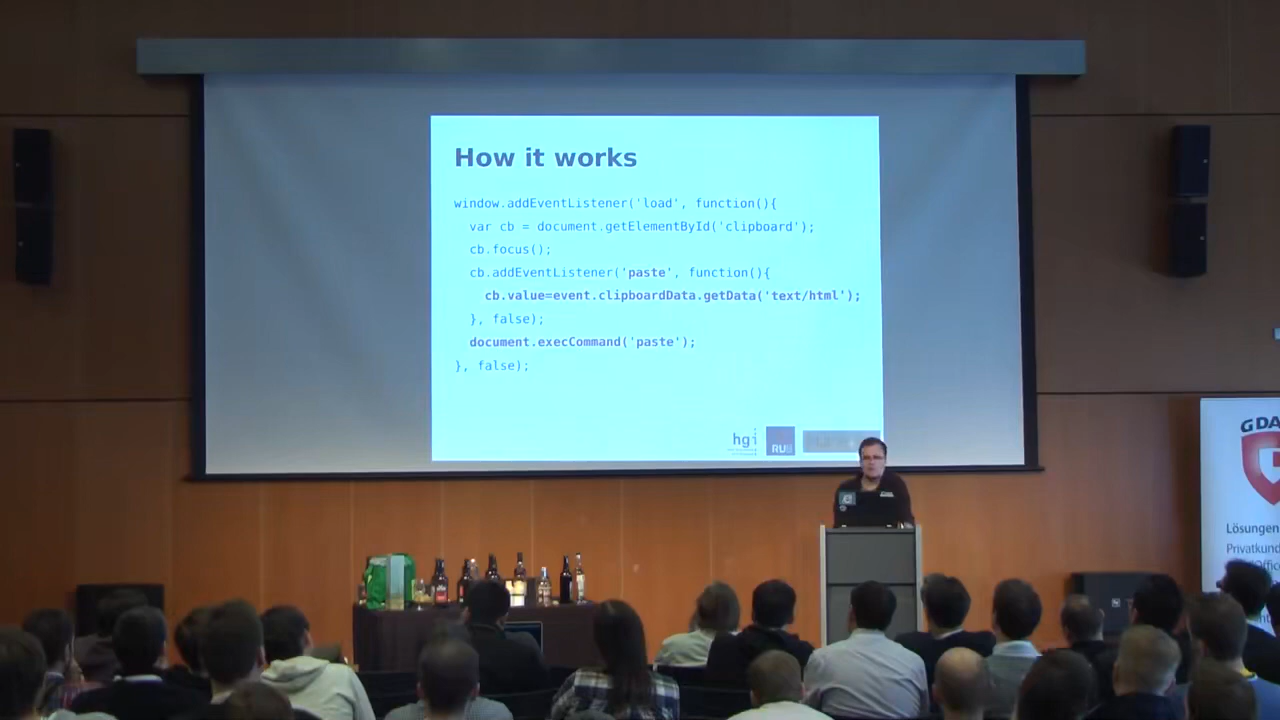 How it works
window.addEventListener('load', function(){
var cb = document.getElementById('clipboard');
cb.focus();
cb.addEventListener('paste', function(){
cb.value=event.clipboardData.getData('text/html');
}, false);
document.execCommand('paste');
}, false);
hgi
RUB
G DA
Lösungen
Privatkund